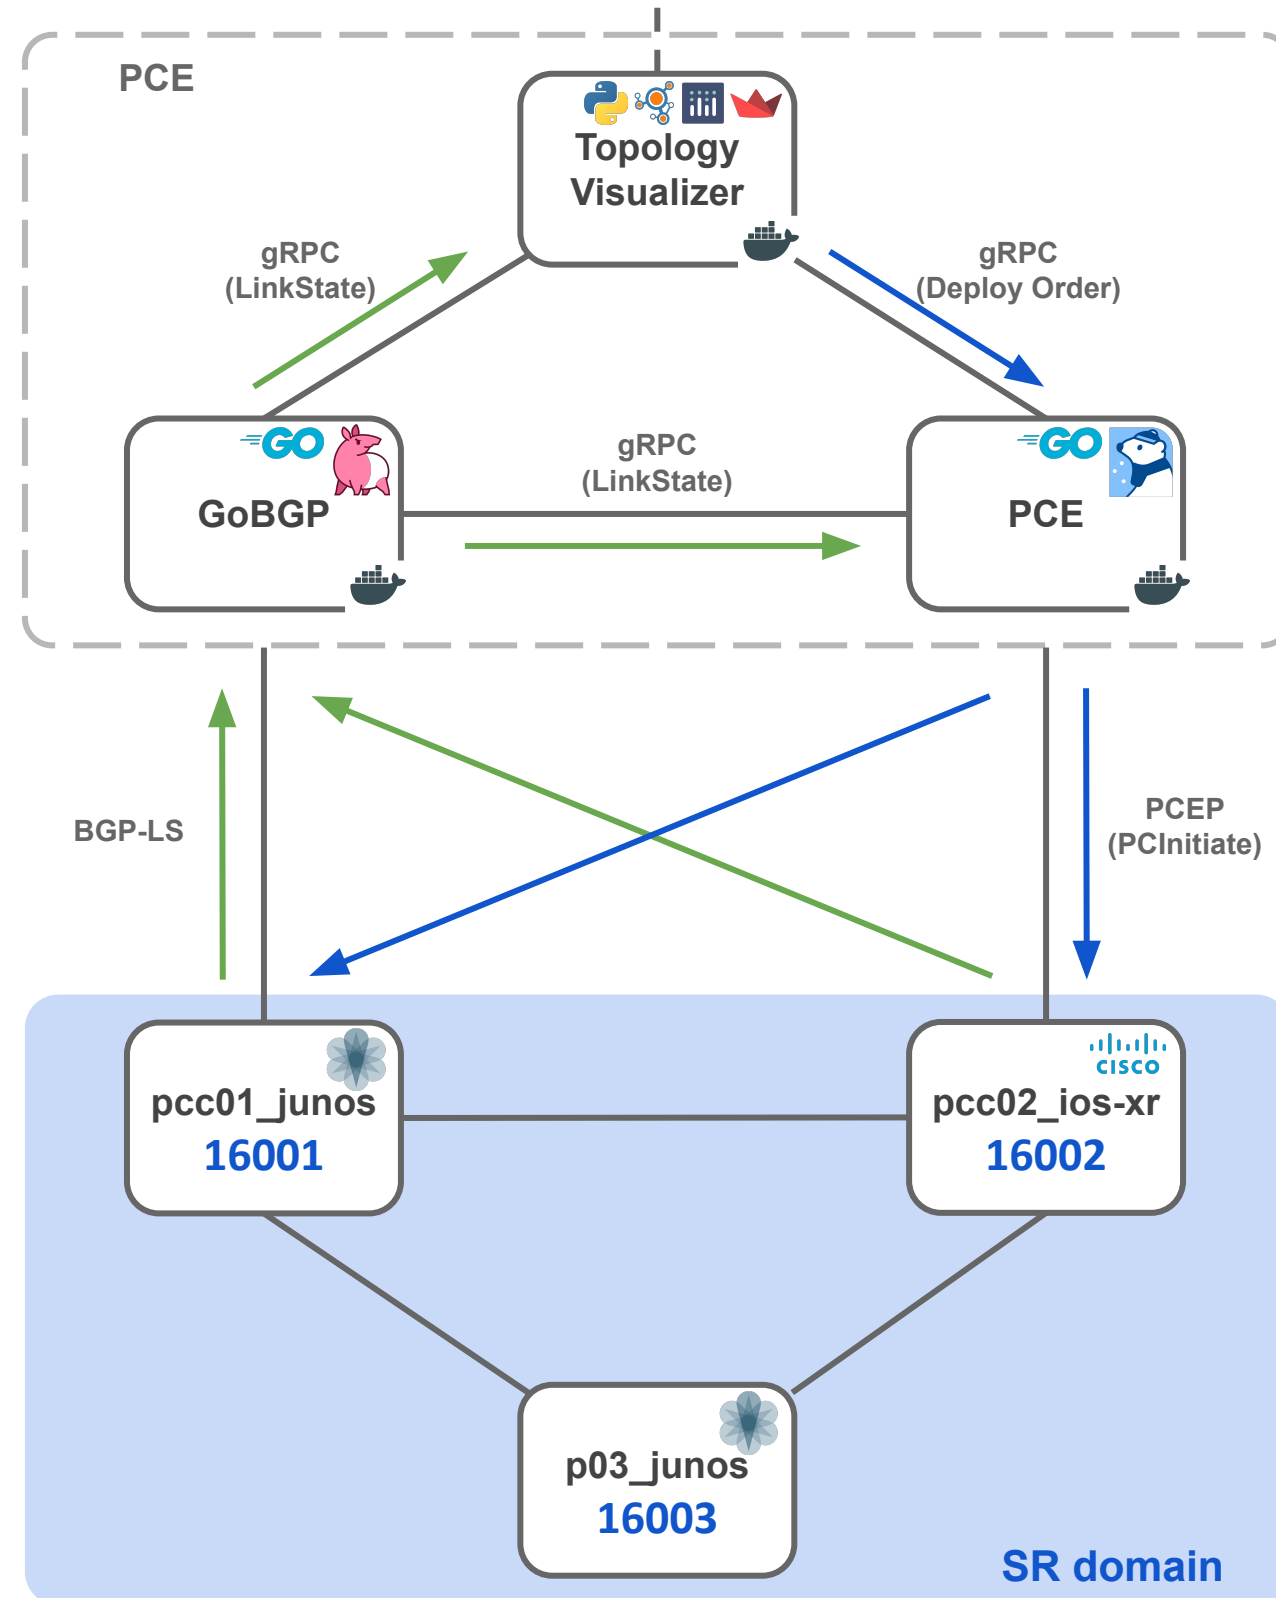 PCE
Topology
Visualizer
gRPC
(LinkState)
gRPC
(Deploy Order)
GO
GoBGP
gRPC
(LinkState)
GO
PCE
BGP-LS
PCEP
(PCInitiate)
pcc01_junos
16001
CISCO
pcc02_ios-xr
16002
p03_junos
16003
SR domain